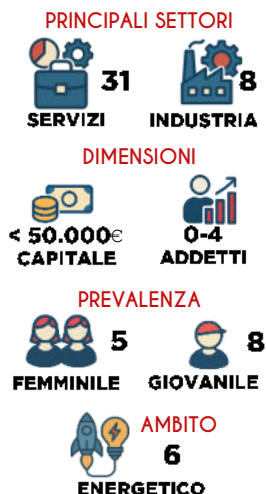 PRINCIPALI SETTORI
31 8
SERVIZI INDUSTRIA
DIMENSIONI
< 50.000€ 0-4
CAPITALE ADDETTI
PREVALENZA
5 8
FEMMINILE GIOVANILE
AMBITO
6
ENERGETICO